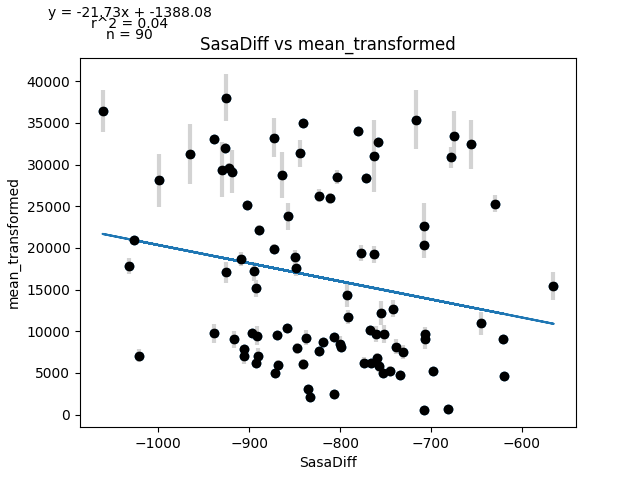 y = -21.73x + -1388.08
r^2 = 0.04
n = 90
SasaDiff vs mean_transformed
mean_transformed
40000
35000
30000
25000
20000
15000
10000
5000
0
−1000 −900 −800 −700 −600
SasaDiff